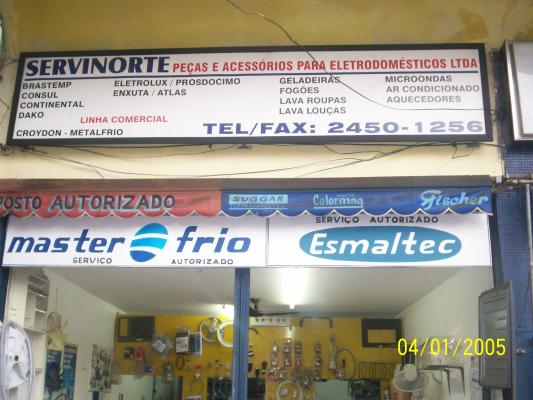 SERVINORTE PEÇAS E ACESSÓRIOS PARA ELETRODOMÉSTICOS LTDA
BRASTEMP
CONSUL
CONTINENTAL
DAKO
CROYDON - METALFRIO
ELETROLUX / PROSDOCIMO
ENXUTA / ATLAS
LINHA COMERCIAL
GELADEIRAS
FOGÕES
LAVA ROUPAS
LAVA LOUÇAS
MICROONDAS
AR CONDICIONADO
AQUECEDORES
TEL/FAX: 2450-1256
POSTO AUTORIZADO
SUGGAR
Colormaq
Fischer
master frio
SERVIÇO AUTORIZADO
SERVIÇO AUTORIZADO
Esmaltec
04/01/2005